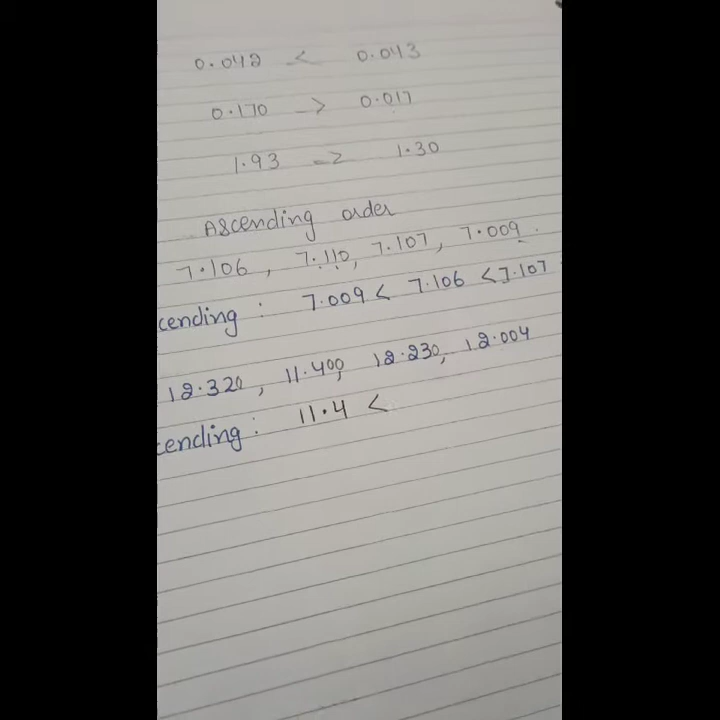 0.042 < 0.043
0.170 -> 0.017
1.93 -> 1.30
Ascending order
7.106, 7.110, 7.107, 7.009.
cending: 7.009 < 7.106 < 7.107
12.320, 11.400, 12.230, 12.004
cending: 11.4 <